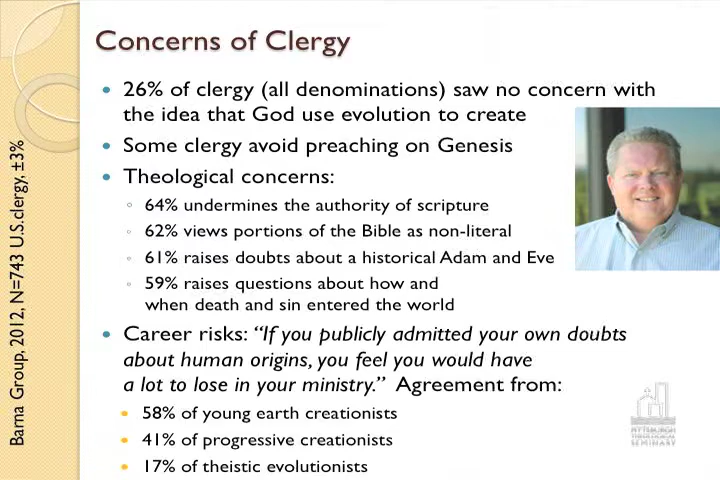 Concerns of Clergy
26% of clergy (all denominations) saw no concern with
the idea that God use evolution to create
Some clergy avoid preaching on Genesis
Theological concerns:
64% undermines the authority of scripture
62% views portions of the Bible as non-literal
61% raises doubts about a historical Adam and Eve
59% raises questions about how and
when death and sin entered the world
Career risks: “If you publicly admitted your own doubts
about human origins, you feel you would have
a lot to lose in your ministry.” Agreement from:
58% of young earth creationists
41% of progressive creationists
17% of theistic evolutionists
Barna Group, 2012, N=743 U.S.clergy, ±3%
PITTSBURGH
THEOLOGICAL
SEMINARY